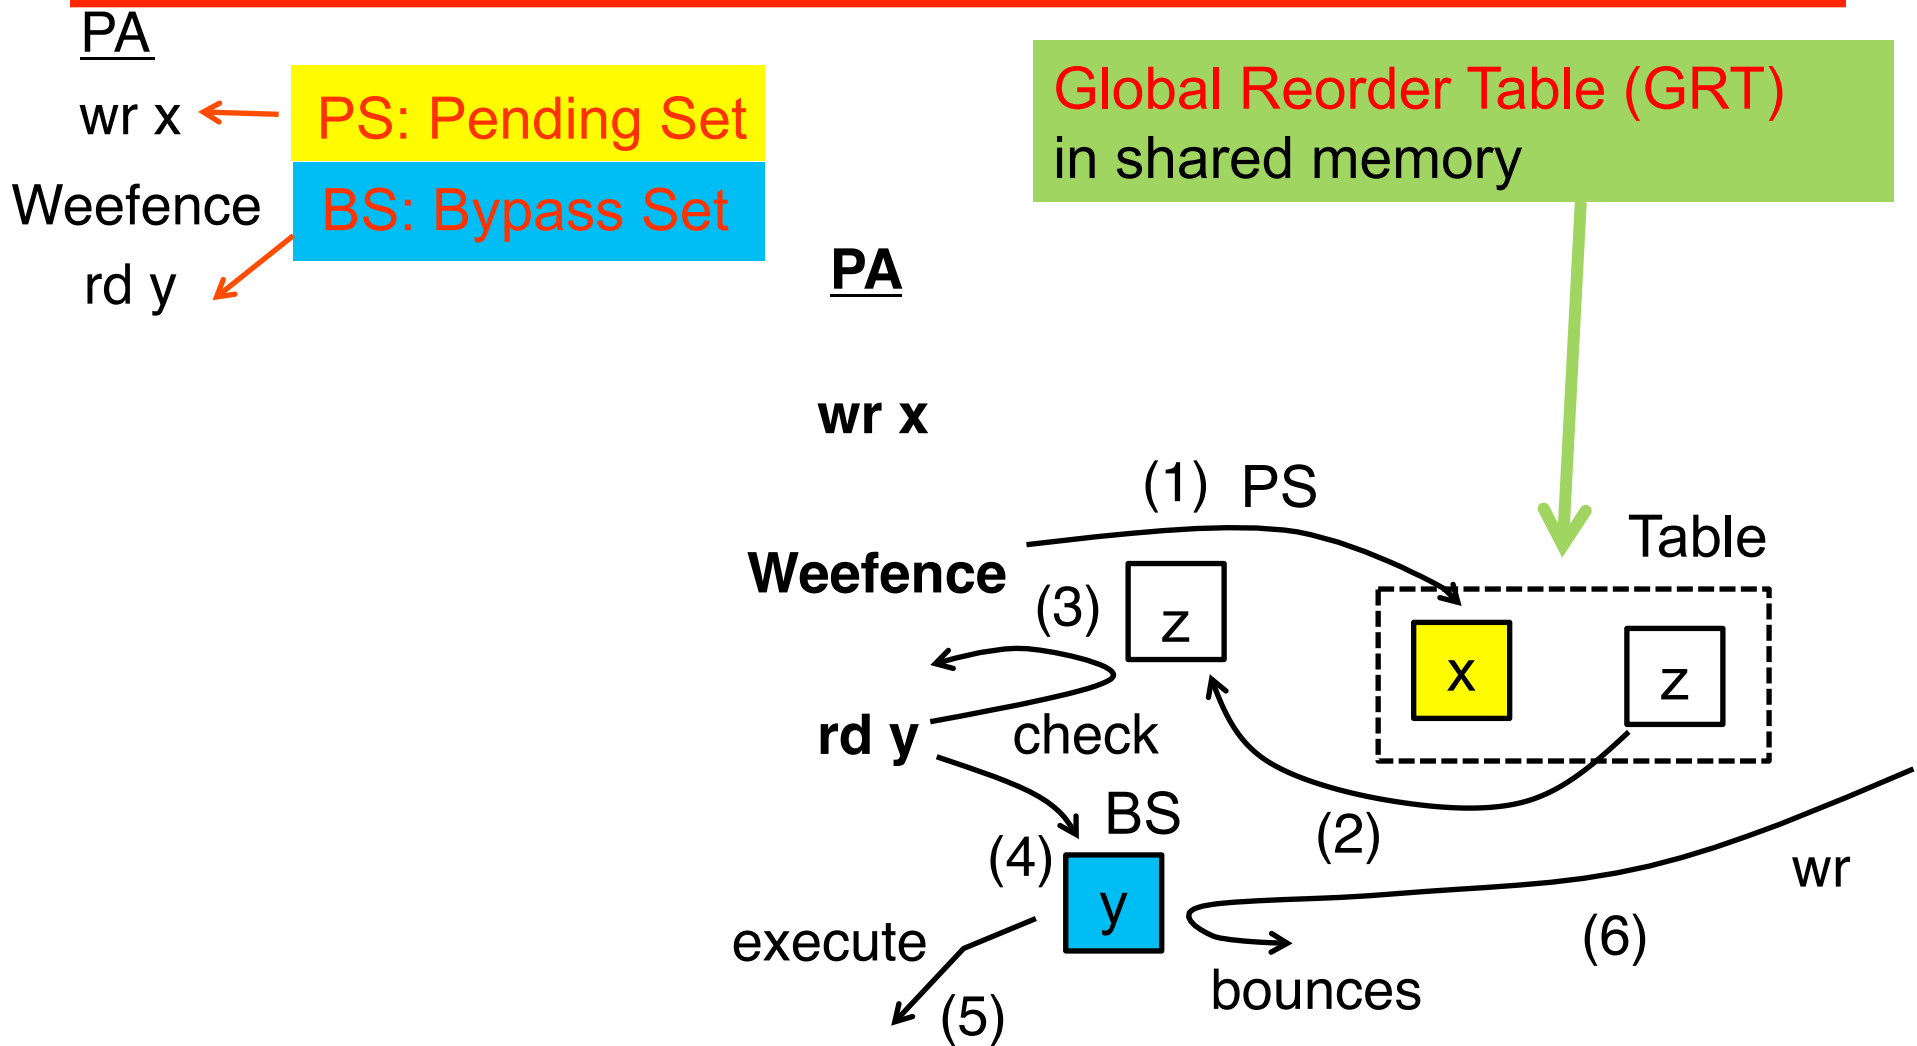 PA
wr x
PS: Pending Set
Weefence
BS: Bypass Set
rd y
Global Reorder Table (GRT)
in shared memory
PA
wr x
(1) PS
Table
Weefence
(3)
z
x
z
rd y
check
BS
(2)
(4)
y
wr
execute
(6)
bounces
(5)